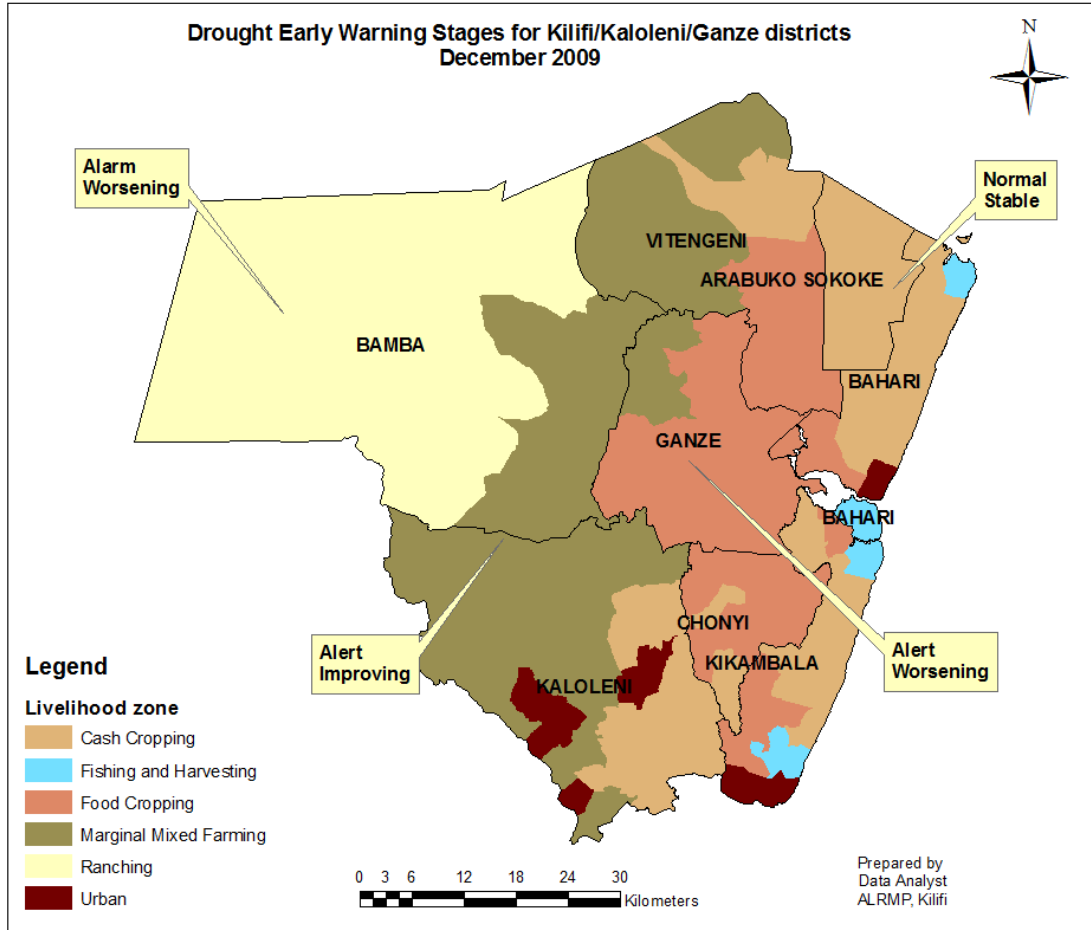 Drought Early Warning Stages for Kilifi/Kaloleni/Ganze districts
December 2009
N
Alarm
Worsening
Normal
Stable
VITENGENI
ARABUKO SOKOKE
BAMBA
BAHARI
GANZE
BAHARI
CHONYI
KIKAMBALA
KALOLENI
Alert
Improving
Alert
Worsening
Legend
Livelihood zone
Cash Cropping
Fishing and Harvesting
Food Cropping
Marginal Mixed Farming
Ranching
Urban
0 3 6 12 18 24 30
Kilometers
Prepared by
Data Analyst
ALRMP, Kilifi